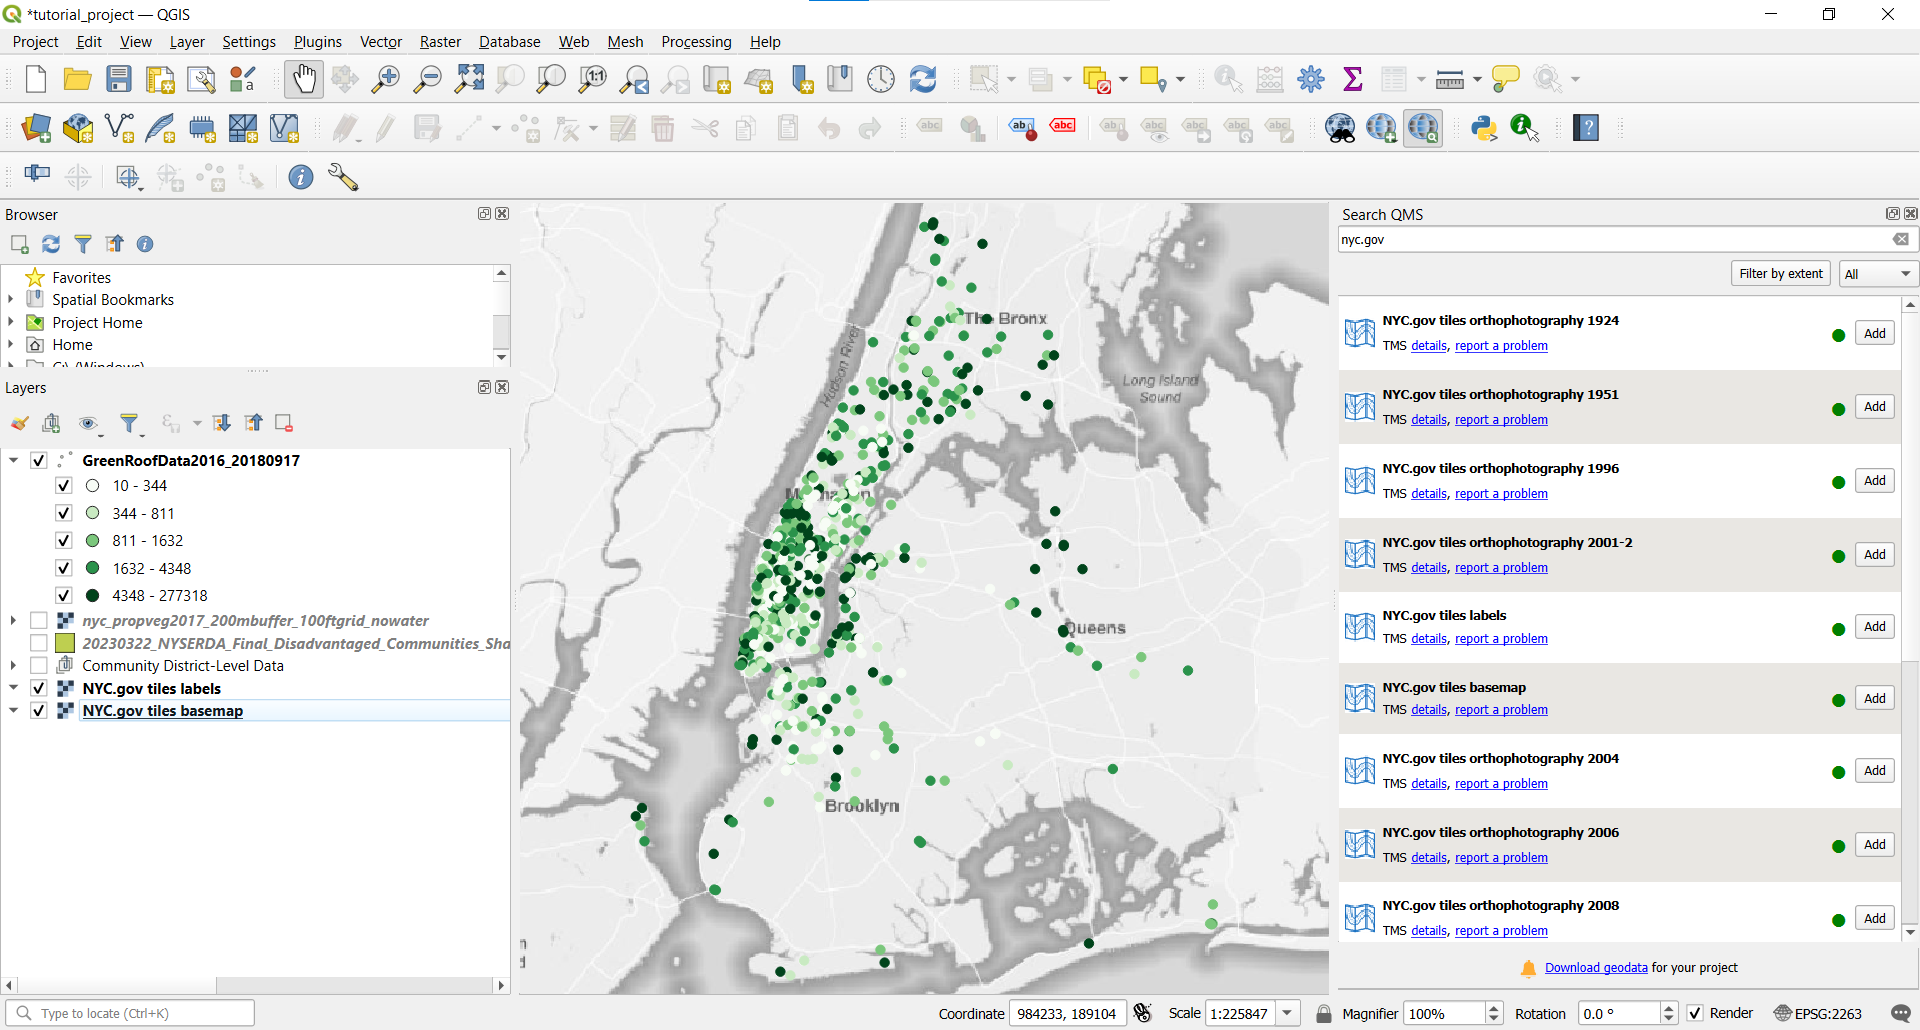 *tutorial_project — QGIS
Project Edit View Layer Settings Plugins Vector Raster Database Web Mesh Processing Help
Browser
Favorites
Spatial Bookmarks
Project Home
Home
C:\ (Windows)
Layers
GreenRoofData2016_20180917
10 - 344
344 - 811
811 - 1632
1632 - 4348
4348 - 277318
nyc_propveg2017_200mbuffer_100ftgrid_nowater
20230322_NYSERDA_Final_Disadvantaged_Communities_Sha
Community District-Level Data
NYC.gov tiles labels
NYC.gov tiles basemap
The Bronx
Hudson River
Long Island
Sound
Queens
Brooklyn
Search QMS
nyc.gov
Filter by extent All
NYC.gov tiles orthophotography 1924
TMS details, report a problem
Add
NYC.gov tiles orthophotography 1951
TMS details, report a problem
Add
NYC.gov tiles orthophotography 1996
TMS details, report a problem
Add
NYC.gov tiles orthophotography 2001-2
TMS details, report a problem
Add
NYC.gov tiles labels
TMS details, report a problem
Add
NYC.gov tiles basemap
TMS details, report a problem
Add
NYC.gov tiles orthophotography 2004
TMS details, report a problem
Add
NYC.gov tiles orthophotography 2006
TMS details, report a problem
Add
NYC.gov tiles orthophotography 2008
TMS details, report a problem
Add
Download geodata for your project
Type to locate (Ctrl+K) Coordinate 984233, 189104 Scale 1:225847 Magnifier 100% Rotation 0.0 ° Render EPSG:2263